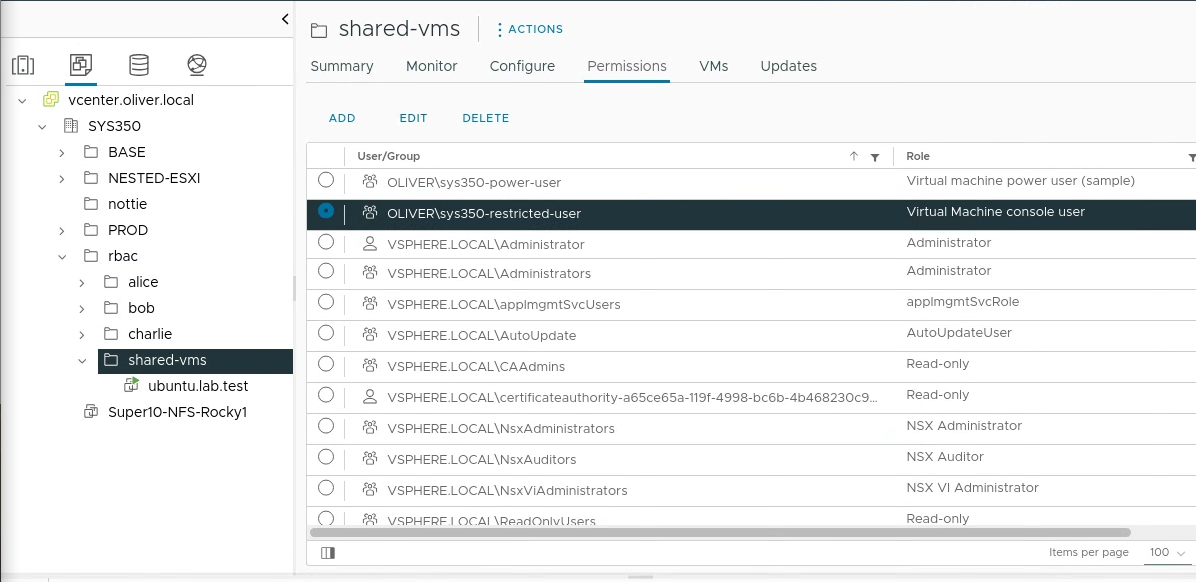 shared-vms
ACTIONS
Summary Monitor Configure Permissions VMs Updates
vcenter.oliver.local
SYS350
BASE
NESTED-ESXI
nottie
PROD
rbac
alice
bob
charlie
shared-vms
ubuntu.lab.test
Super10-NFS-Rocky1
ADD EDIT DELETE
User/Group Role
OLIVER\sys350-power-user Virtual machine power user (sample)
OLIVER\sys350-restricted-user Virtual Machine console user
VSPHERE.LOCAL\Administrator Administrator
VSPHERE.LOCAL\Administrators Administrator
VSPHERE.LOCAL\applmgmtSvcUsers applmgmtSvcRole
VSPHERE.LOCAL\AutoUpdate AutoUpdateUser
VSPHERE.LOCAL\CAAdmins Read-only
VSPHERE.LOCAL\certificateauthority-a65ce65a-119f-4998-bc6b-4b468230c9... Read-only
VSPHERE.LOCAL\NsxAdministrators NSX Administrator
VSPHERE.LOCAL\NsxAuditors NSX Auditor
VSPHERE.LOCAL\NsxViAdministrators NSX VI Administrator
VSPHERE.LOCAL\ReadOnlyUsers Read-only
Items per page 100